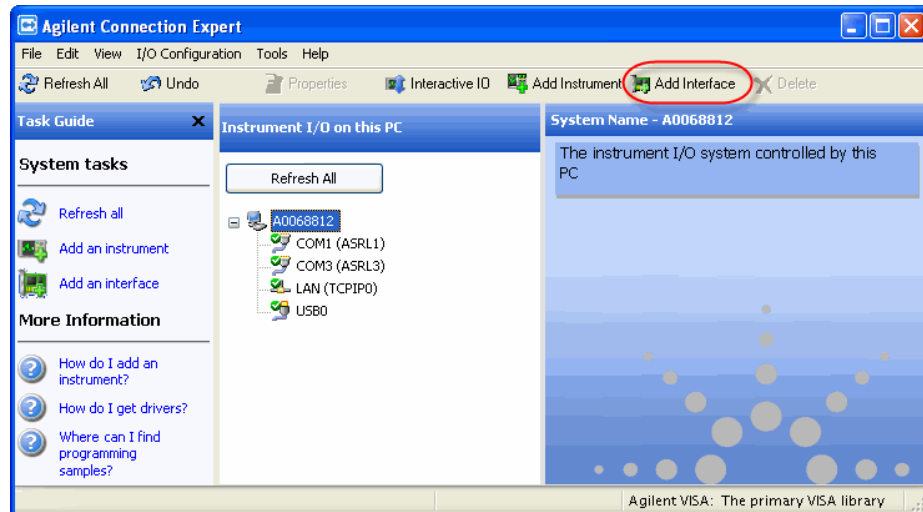 Agilent Connection Expert
File Edit View I/O Configuration Tools Help
Refresh All Undo Properties Interactive IO Add Instrument Add Interface Delete
Task Guide
System tasks
Refresh all
Add an instrument
Add an interface
More Information
How do I add an
instrument?
How do I get drivers?
Where can I find
programming
samples?
Instrument I/O on this PC
Refresh All
A0068812
COM1 (ASRL1)
COM3 (ASRL3)
LAN (TCPIP0)
USB0
System Name - A0068812
The instrument I/O system controlled by this
PC
Agilent VISA: The primary VISA library